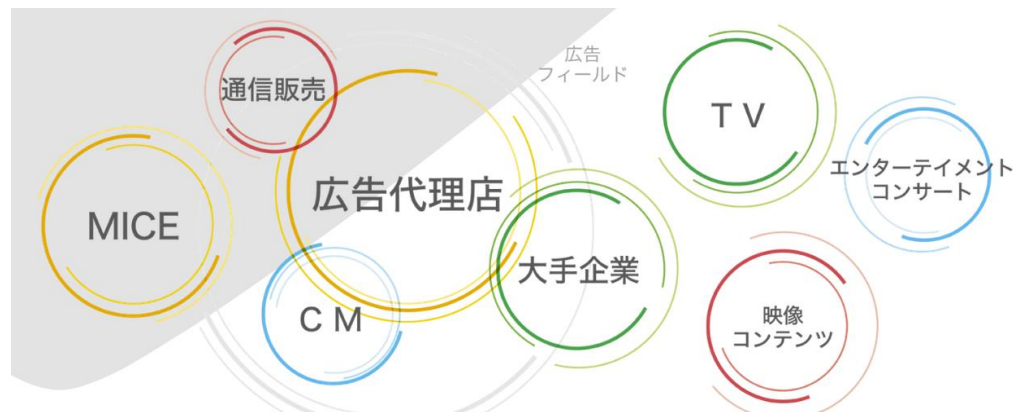 広告
フィールド
通信販売
TV
エンターテイメント
コンサート
広告代理店
MICE
大手企業
CM
映像
コンテンツ